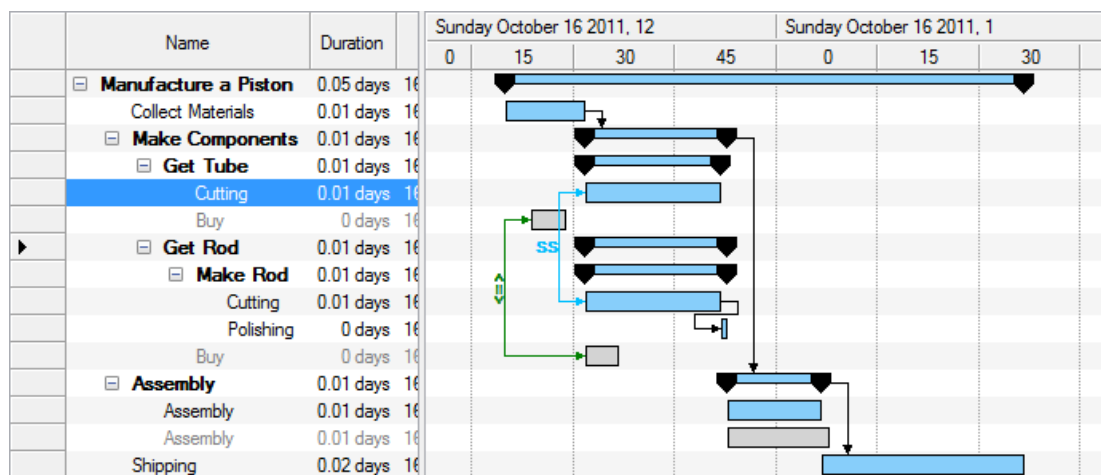 Name Duration Sunday October 16 2011, 12 Sunday October 16 2011, 1
0 15 30 45 0 15 30
Manufacture a Piston 0.05 days 16
Collect Materials 0.01 days 16
Make Components 0.01 days 16
Get Tube 0.01 days 16
Cutting 0.01 days 16
Buy 0 days 16
Get Rod 0.01 days 16
SS
Make Rod 0.01 days 16
Cutting 0.01 days 16
Polishing 0 days 16
Buy 0 days 16
Assembly 0.01 days 16
Assembly 0.01 days 16
Assembly 0.01 days 16
Shipping 0.02 days 16